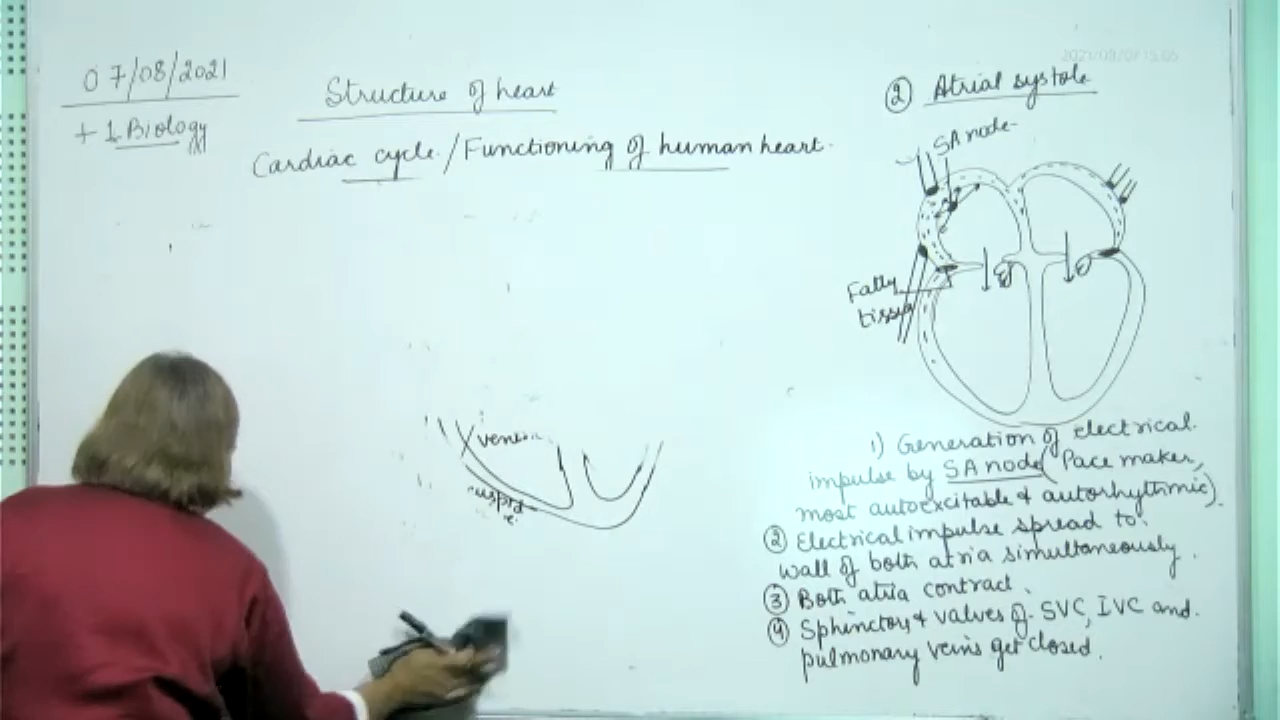 07/08/2021
+1 Biology
Structure of heart
Cardiac cycle / Functioning of human heart.
② Atrial systole
SA node
Fatty
tissue
1) Generation of electrical
impulse by SA node (Pace maker,
most autoexcitable & autorhythmic).
② Electrical impulse spread to
wall of both atria simultaneously.
③ Both atria contract.
④ Sphinctors & valves of SVC, IVC and
pulmonary veins get closed.